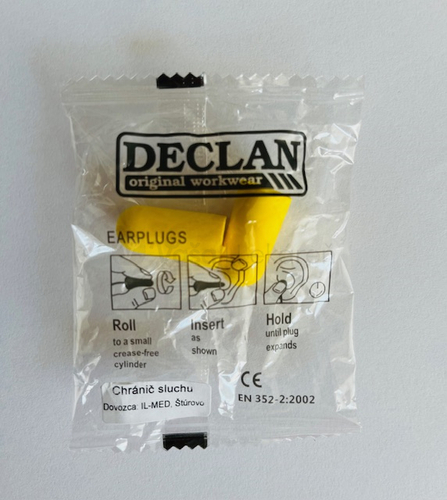 DECLAN
original workwear
EARPLUGS
Roll
to a small
crease-free
cylinder
Insert
as
shown
Hold
until plug
expands
Chránič sluchu
Dovozca: IL-MED, Štúrovo
CE
EN 352-2:2002